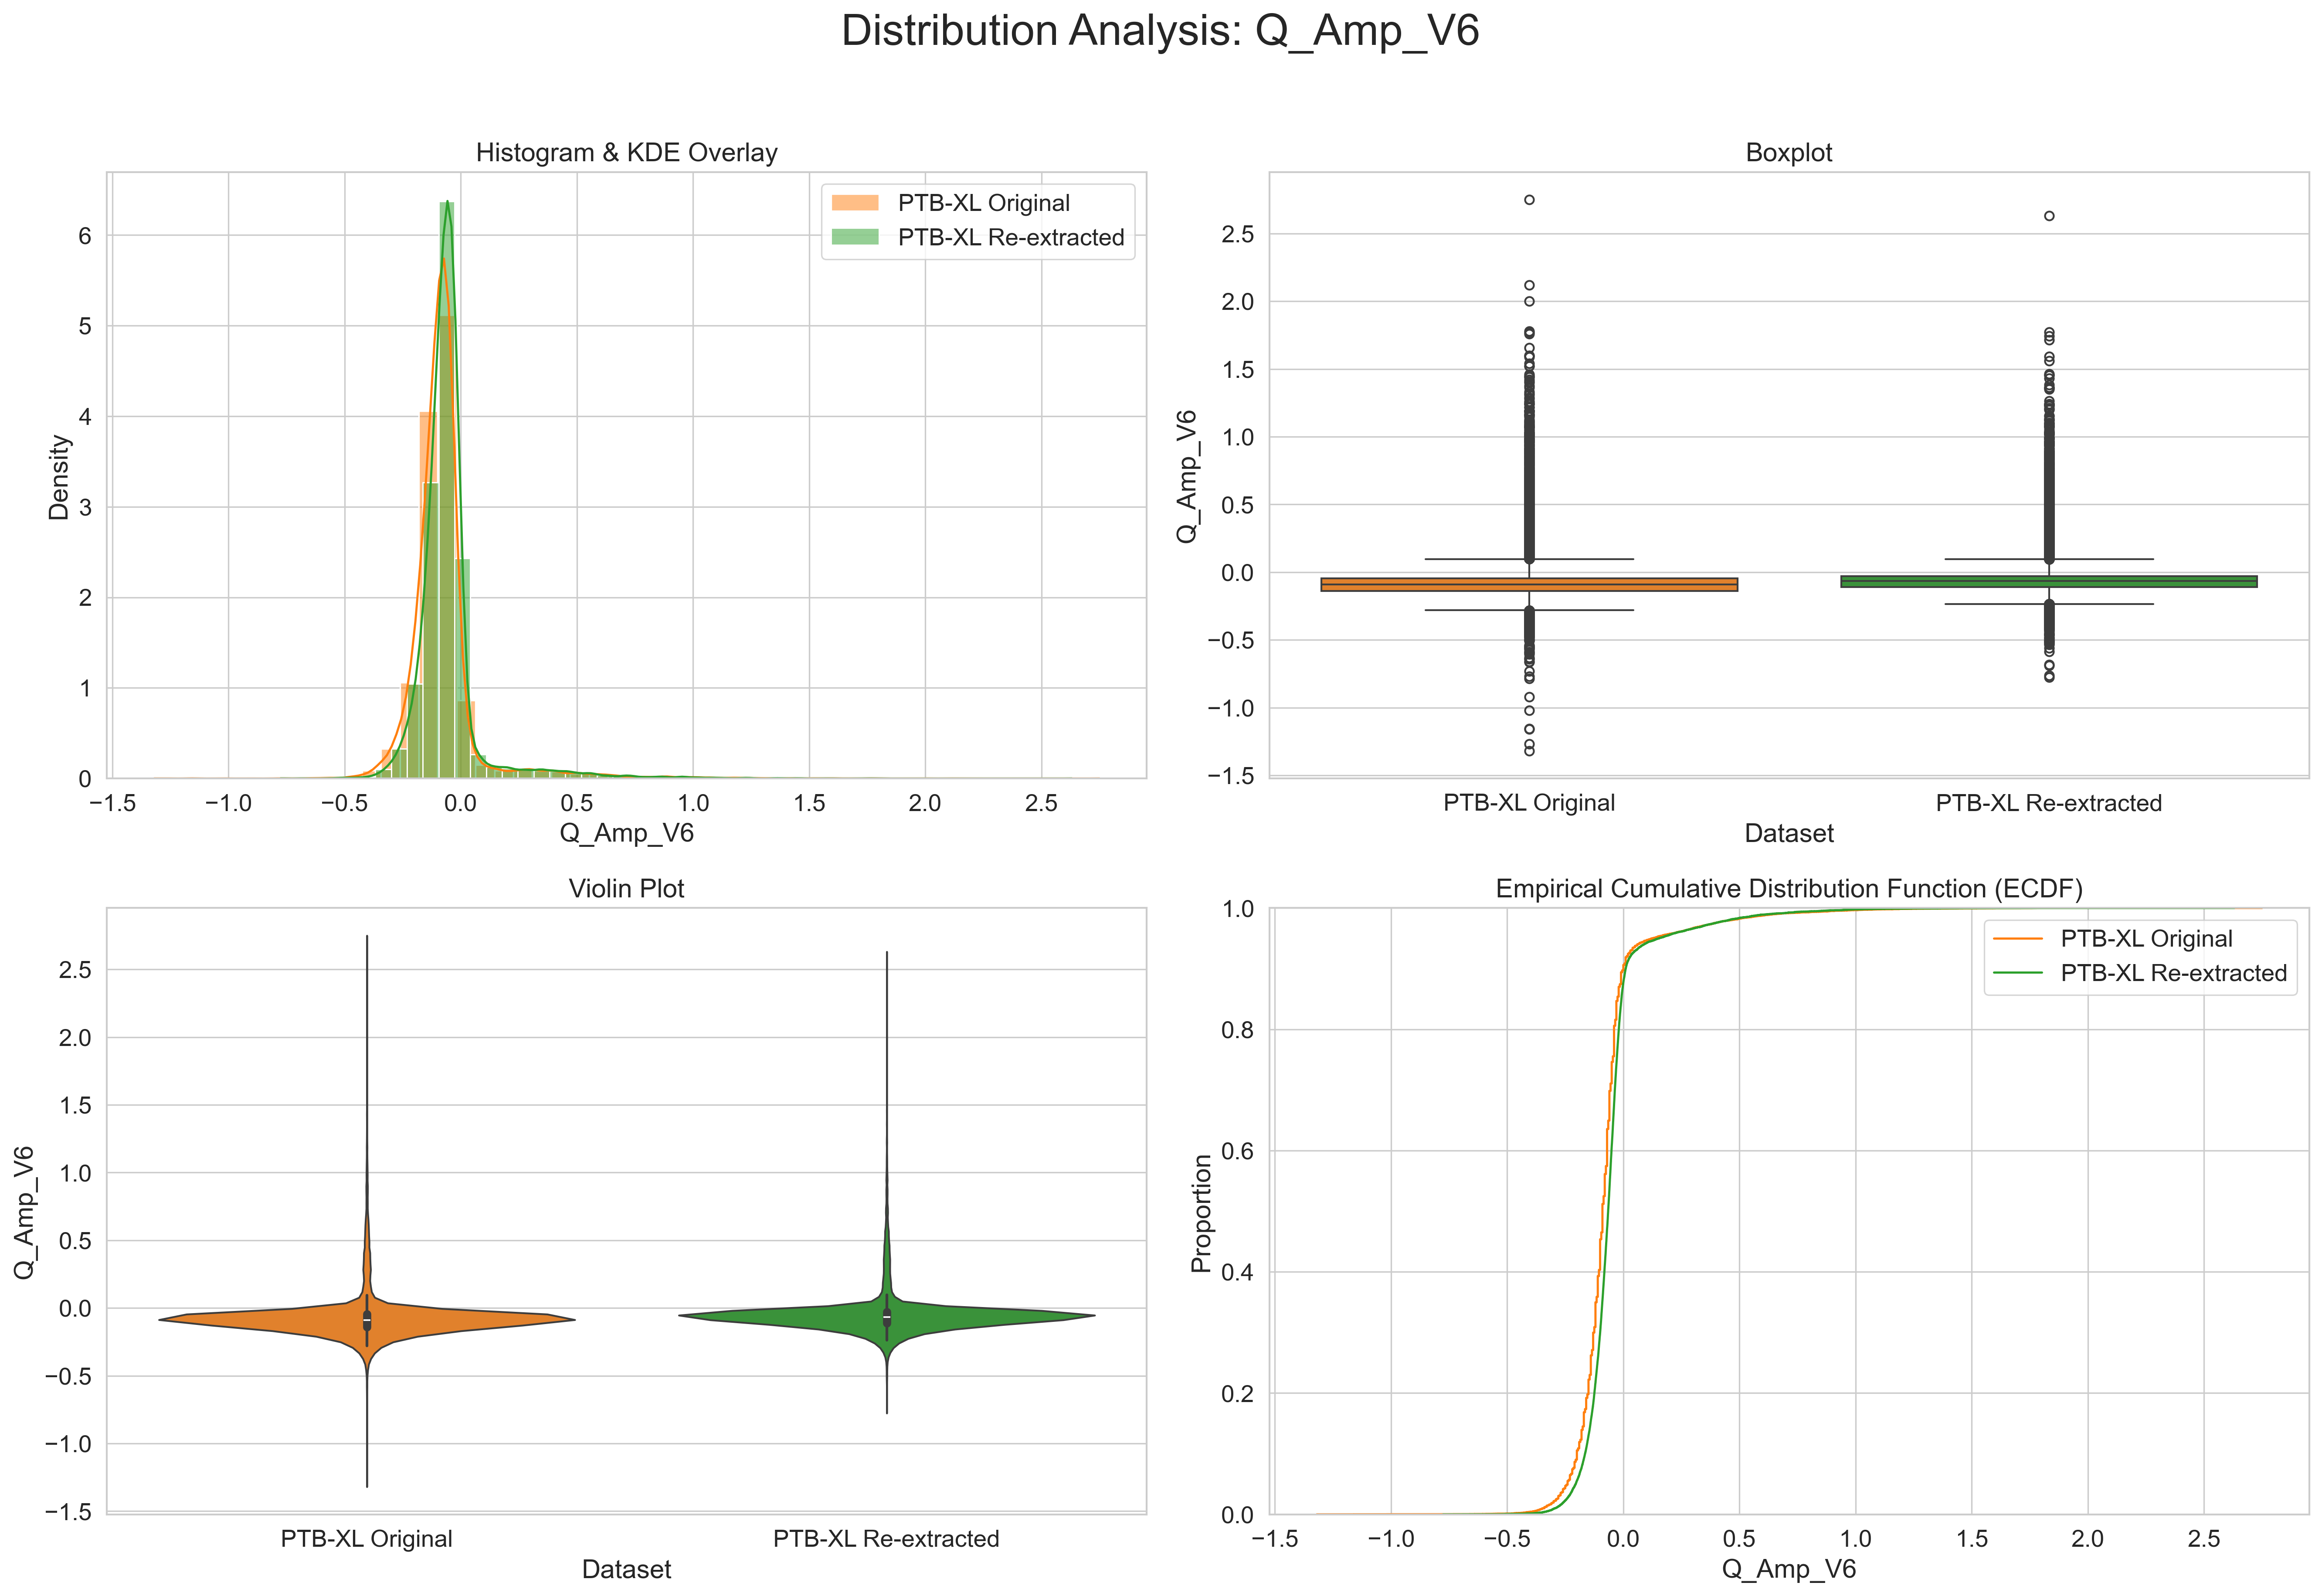 Distribution Analysis: Q_Amp_V6
Histogram & KDE Overlay
PTB-XL Original
PTB-XL Re-extracted
Density
6
5
4
3
2
1
0
−1.5 −1.0 −0.5 0.0 0.5 1.0 1.5 2.0 2.5
Q_Amp_V6
Boxplot
Q_Amp_V6
2.5
2.0
1.5
1.0
0.5
0.0
−0.5
−1.0
−1.5
PTB-XL Original PTB-XL Re-extracted
Dataset
Violin Plot
Q_Amp_V6
2.5
2.0
1.5
1.0
0.5
0.0
−0.5
−1.0
−1.5
PTB-XL Original PTB-XL Re-extracted
Dataset
Empirical Cumulative Distribution Function (ECDF)
PTB-XL Original
PTB-XL Re-extracted
Proportion
1.0
0.8
0.6
0.4
0.2
0.0
−1.5 −1.0 −0.5 0.0 0.5 1.0 1.5 2.0 2.5
Q_Amp_V6